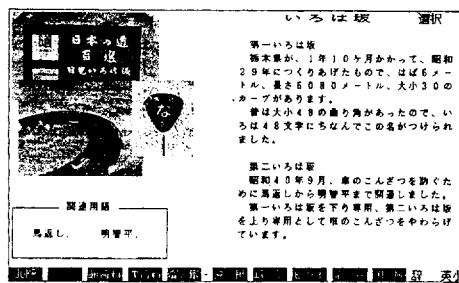 いろは坂 選択
日本の道
百選
日光いろは坂
第一いろは坂
栃木県が、1年10ヶ月かかって、昭和
29年につくりあげたもので、はば6メー
トル、長さ6080メートル、大小30の
カーブがあります。
昔は大小48の曲り角があったので、い
ろは48文字にちなんでこの名がつけられ
ました。
第二いろは坂
昭和40年9月、車のこんざつを防ぐた
めに馬返しから明智平まで開通しました。
第一いろは坂を下り専用、第二いろは坂
を上り専用として車のこんざつをやわらげ
ています。
関連用語
馬返し、 明智平、
辞 英小